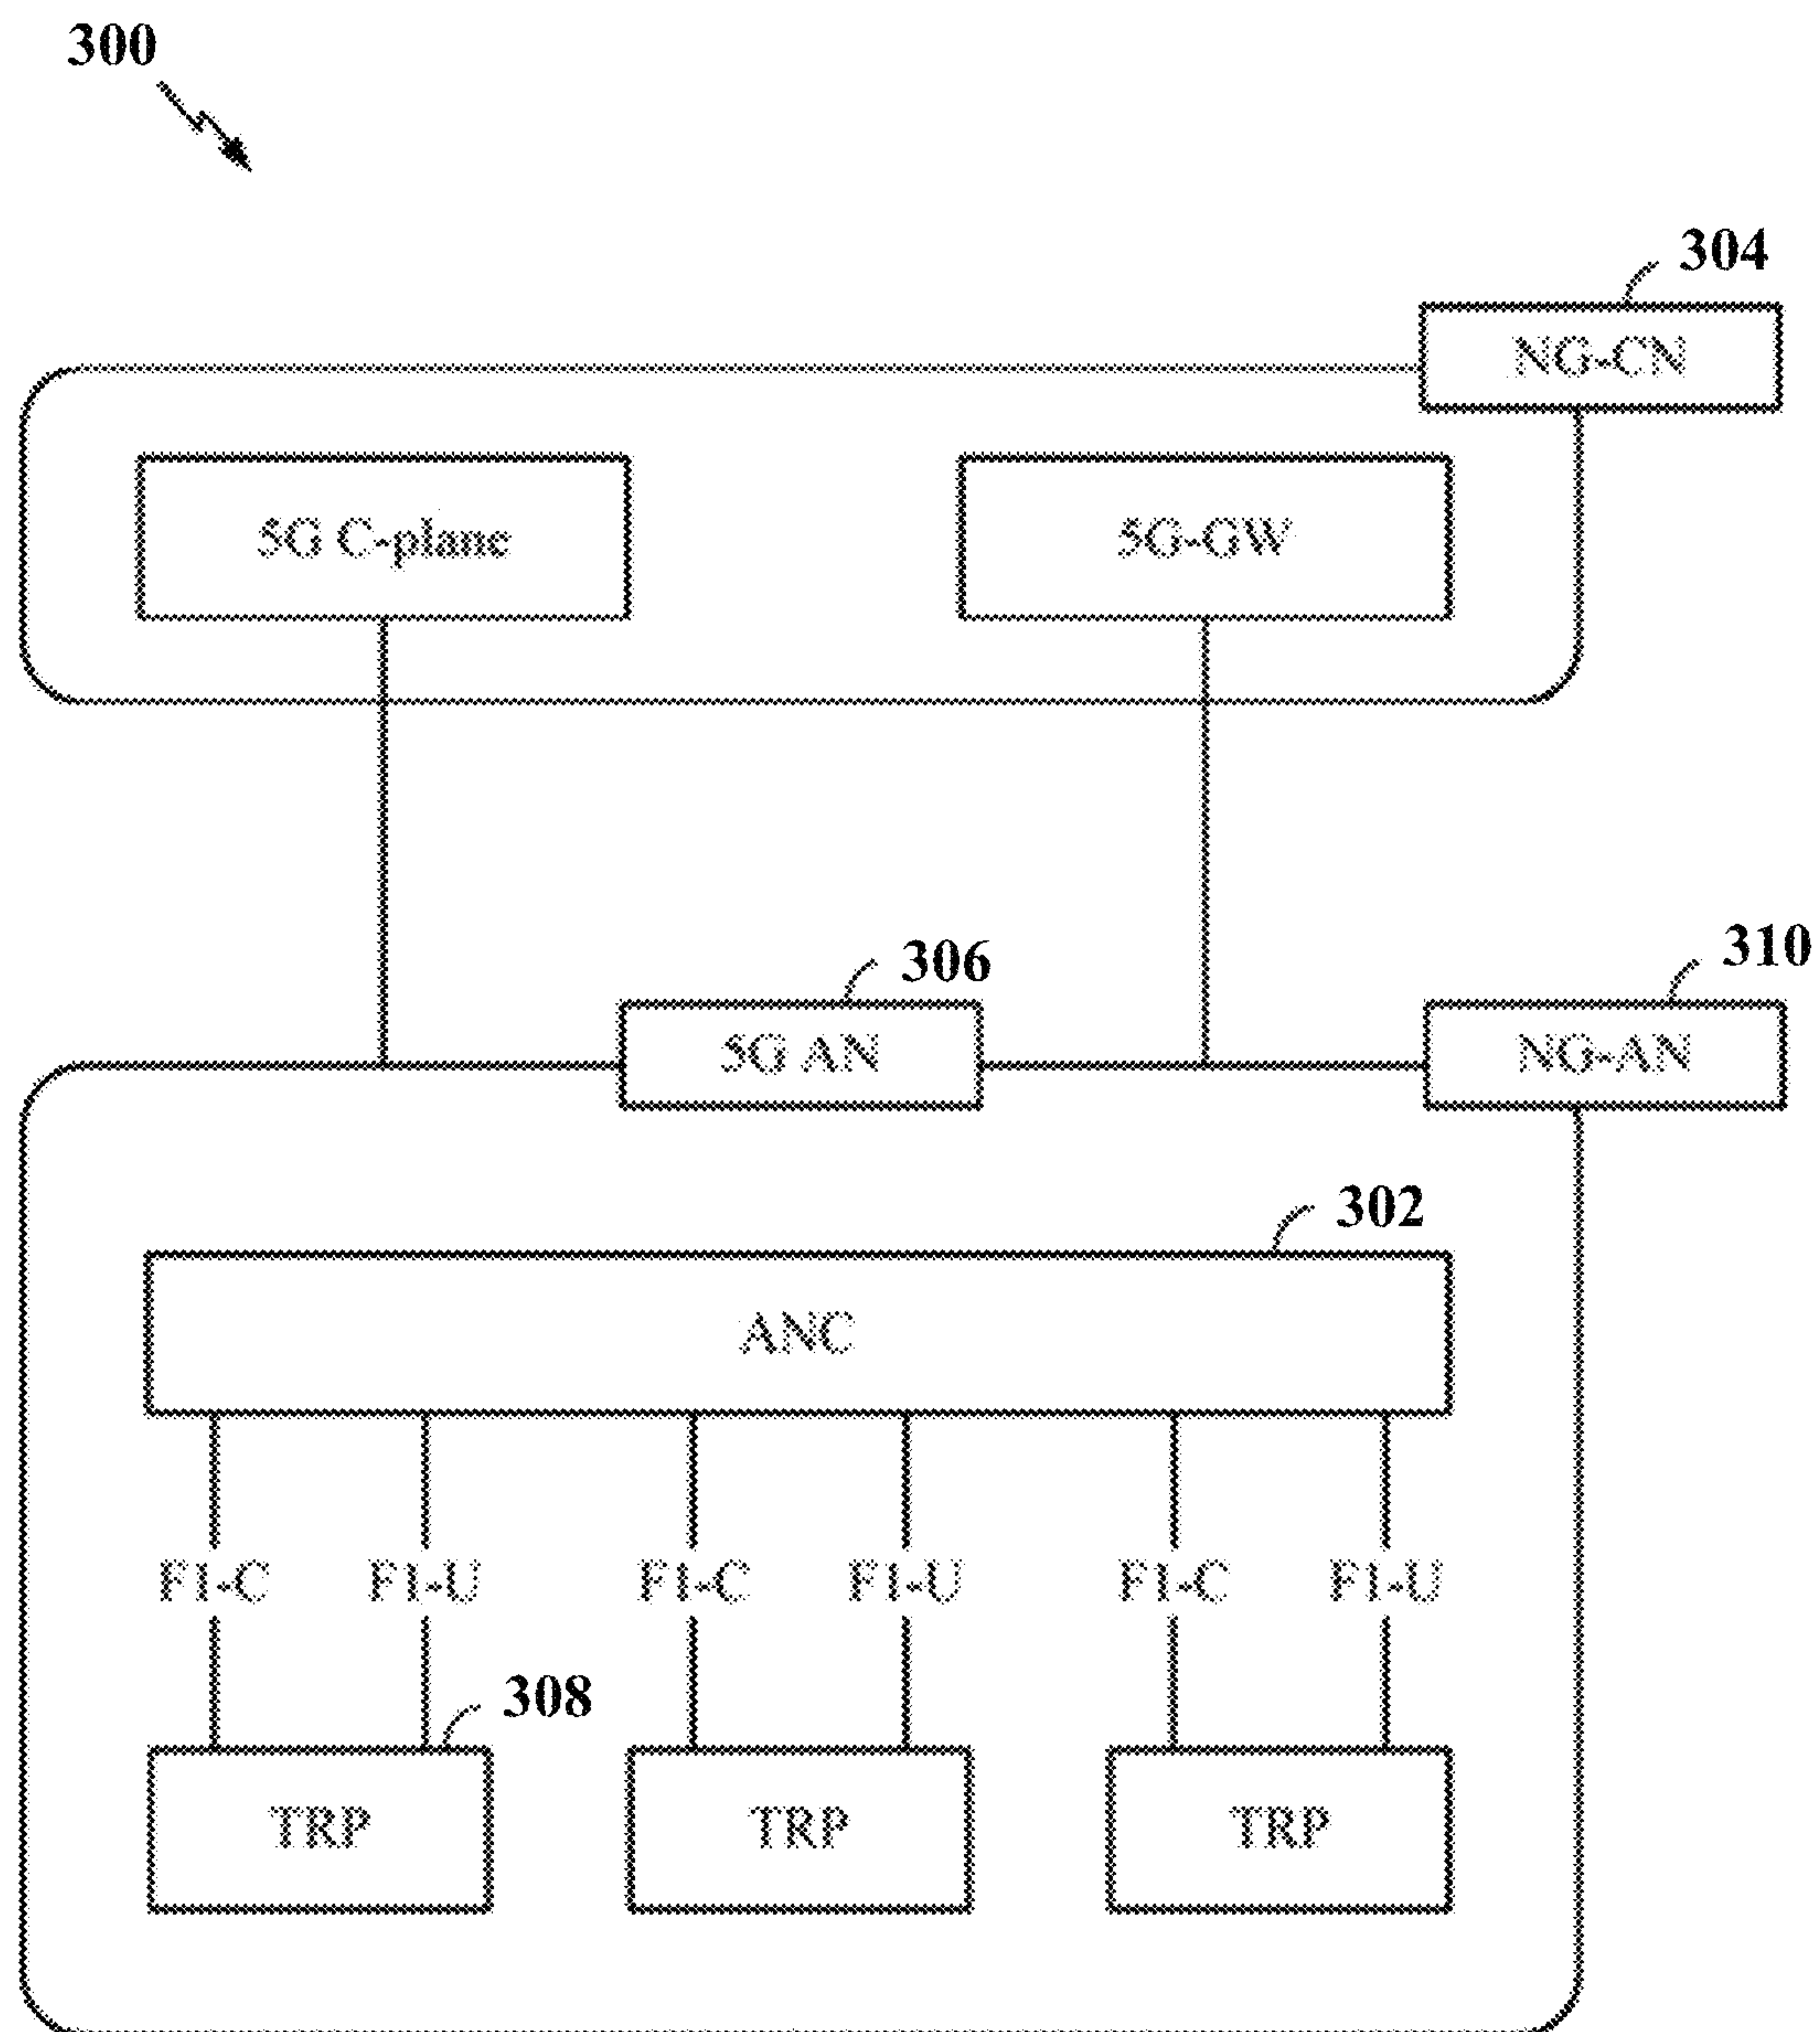 300
304
NG-CN
5G C-plane
5G-GW
306
310
5G AN
NG-AN
302
ANC
F1-C F1-U F1-C F1-U F1-C F1-U
308
TRP TRP TRP